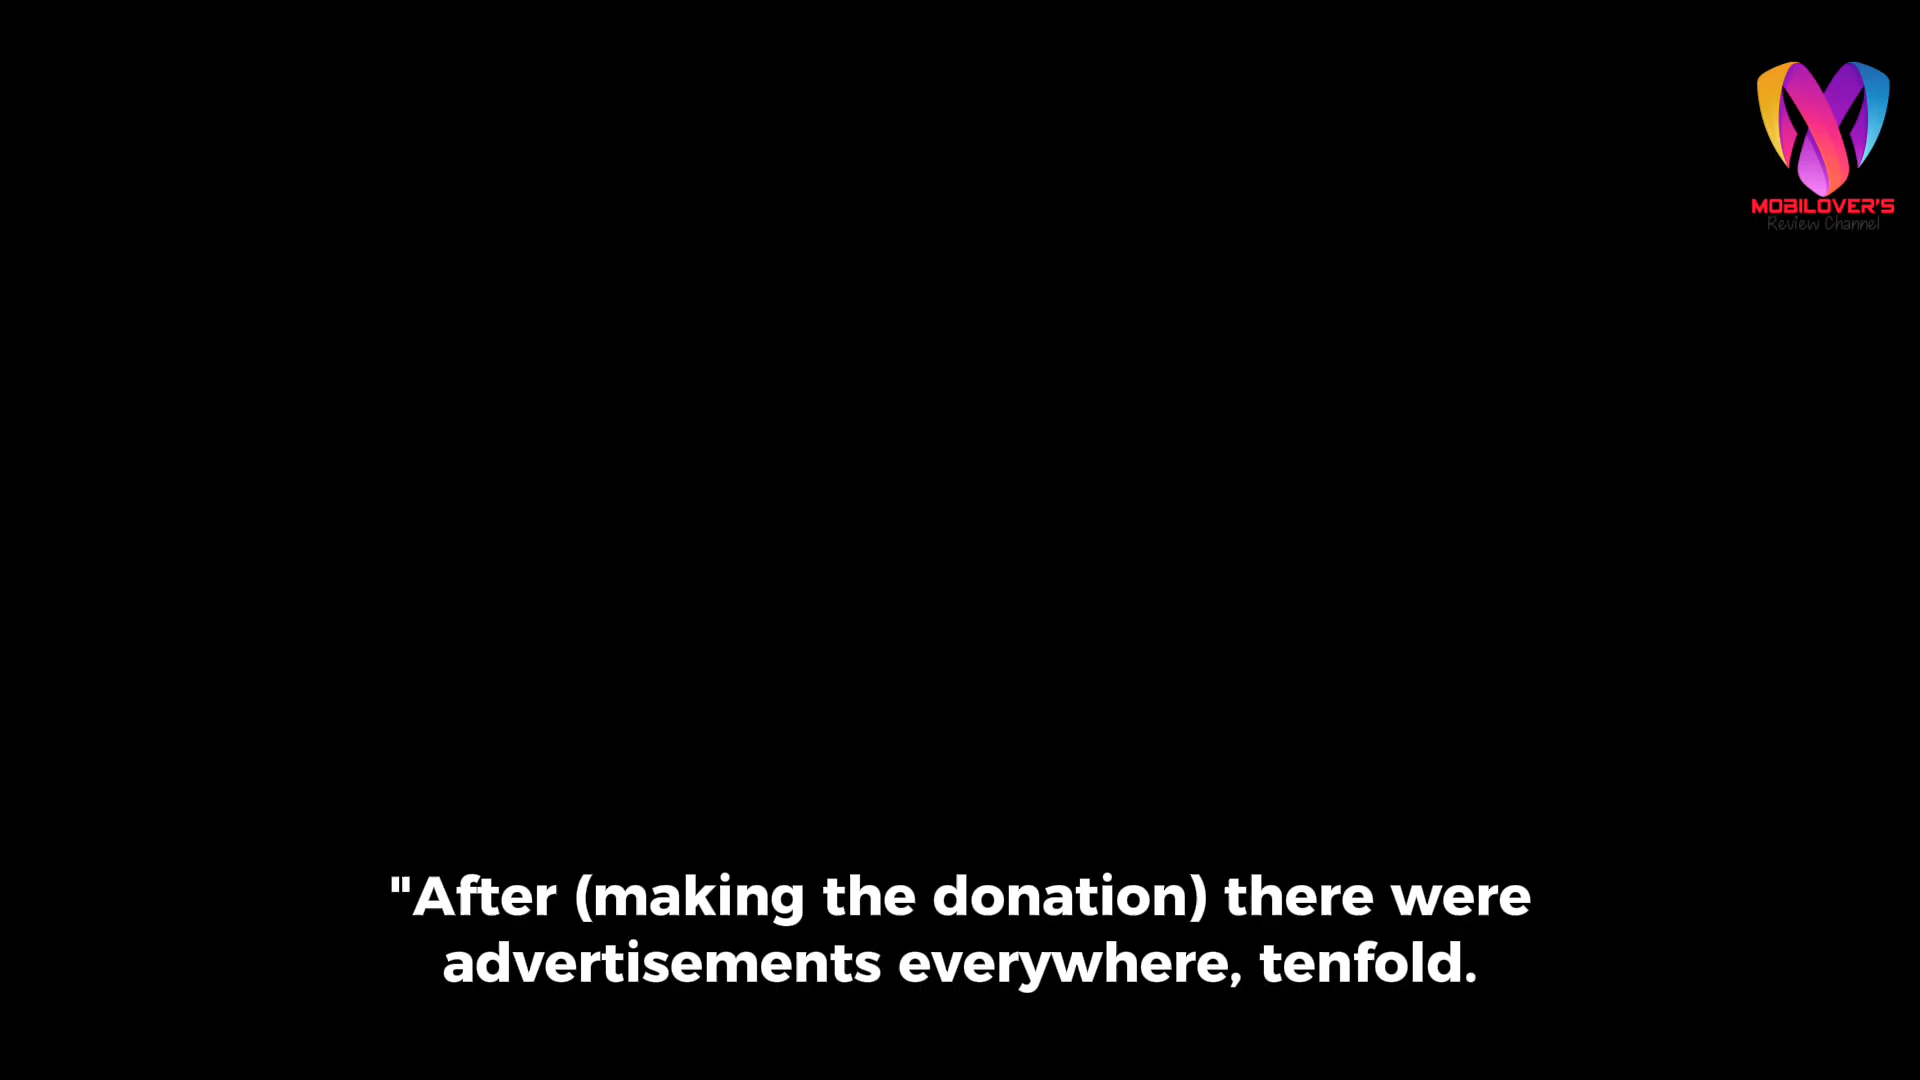 MOBILOVER'S
Review Channel
"After (making the donation) there were
advertisements everywhere, tenfold.